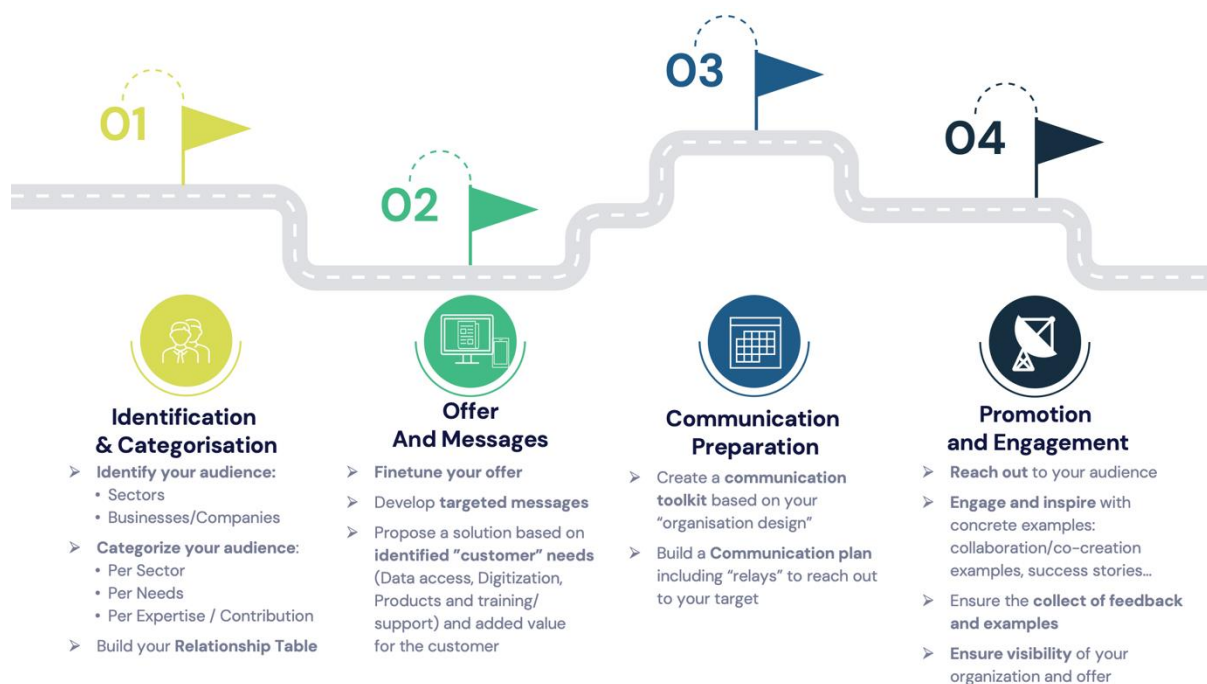 01
Identification
& Categorisation
➢ Identify your audience:
• Sectors
• Businesses/Companies
➢ Categorize your audience:
• Per Sector
• Per Needs
• Per Expertise / Contribution
➢ Build your Relationship Table
02
Offer
And Messages
➢ Finetune your offer
➢ Develop targeted messages
➢ Propose a solution based on
identified ”customer” needs
(Data access, Digitization,
Products and training/
support) and added value
for the customer
03
Communication
Preparation
➢ Create a communication
toolkit based on your
“organisation design”
➢ Build a Communication plan
including “relays” to reach out
to your target
04
Promotion
and Engagement
➢ Reach out to your audience
➢ Engage and inspire with
concrete examples:
collaboration/co-creation
examples, success stories...
➢ Ensure the collect of feedback
and examples
➢ Ensure visibility of your
organization and offer